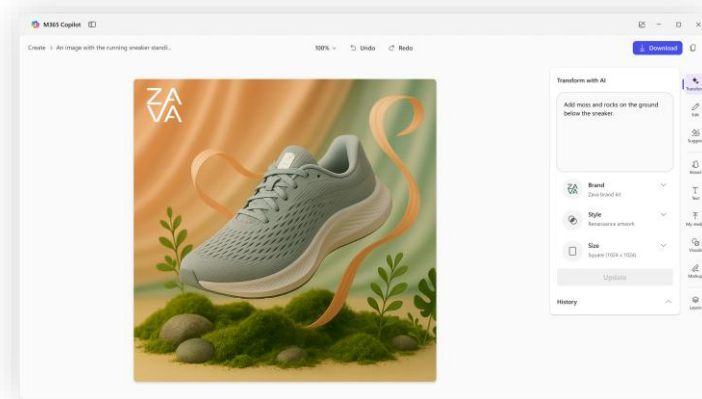 M365 Copilot
Create > An image with the running sneaker standi...
100%
Undo
Redo
Download
ZA
VA
Transform with AI
Add moss and rocks on the ground
below the sneaker.
Brand
Zava brand kit
Style
Renaissance artwork
Size
Square (1024 x 1024)
Update
History
Transform
Edit
Text
Layers